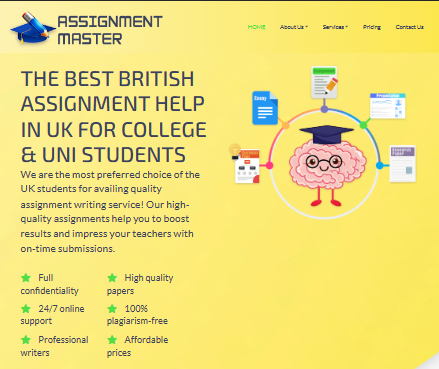 ASSIGNMENT
MASTER
HOME About Us Services Pricing Contact Us
THE BEST BRITISH
ASSIGNMENT HELP
IN UK FOR COLLEGE
& UNI STUDENTS
We are the most preferred choice of the
UK students for availing quality
assignment writing service! Our high-
quality assignments help you to boost
results and impress your teachers with
on-time submissions.
Full
confidentiality
High quality
papers
24/7 online
support
100%
plagiarism-free
Professional
writers
Affordable
prices
Essay